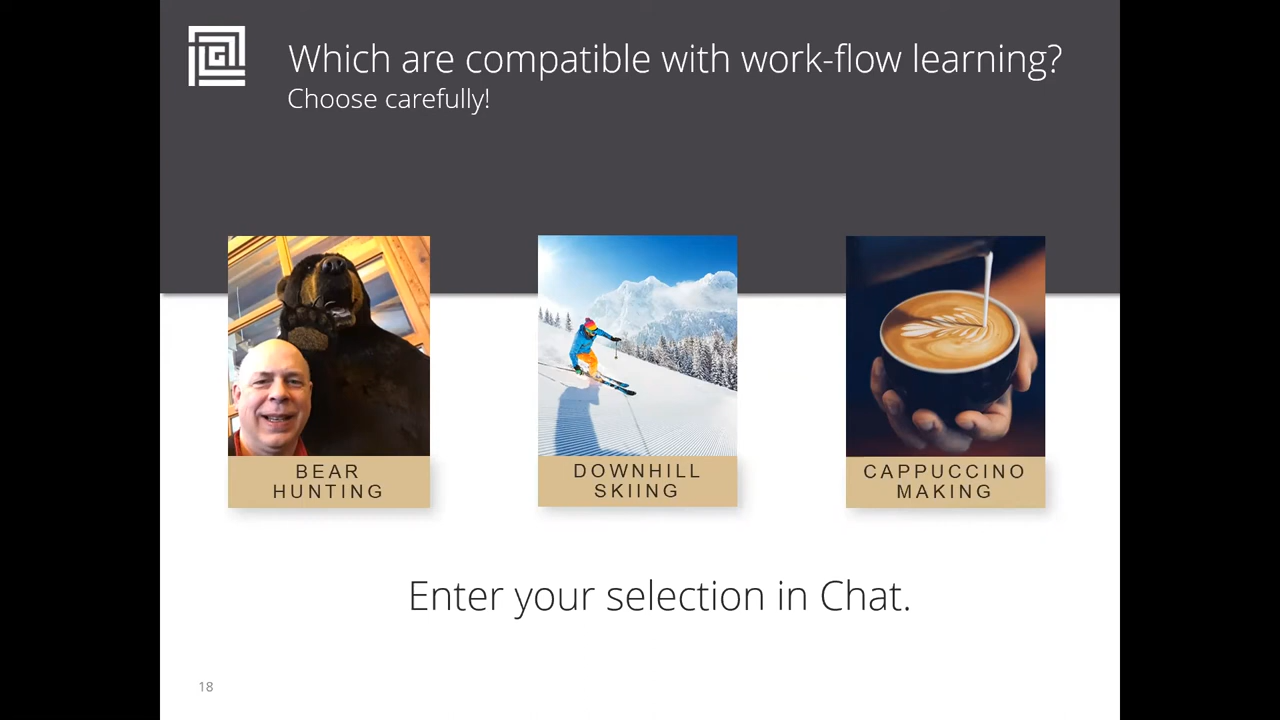 Which are compatible with work-flow learning?
Choose carefully!
BEAR
HUNTING
DOWNHILL
SKIING
CAPPUCCINO
MAKING
Enter your selection in Chat.
18